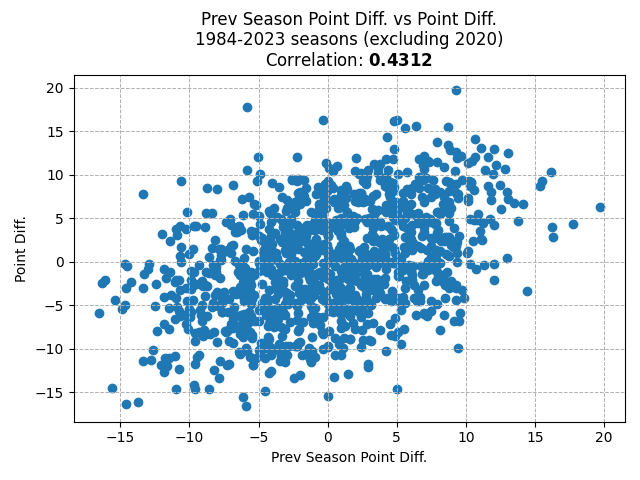 Prev Season Point Diff. vs Point Diff.
1984-2023 seasons (excluding 2020)
Correlation: 0.4312
20
15
10
5
0
−5
−10
−15
Point Diff.
−15 −10 −5 0 5 10 15 20
Prev Season Point Diff.